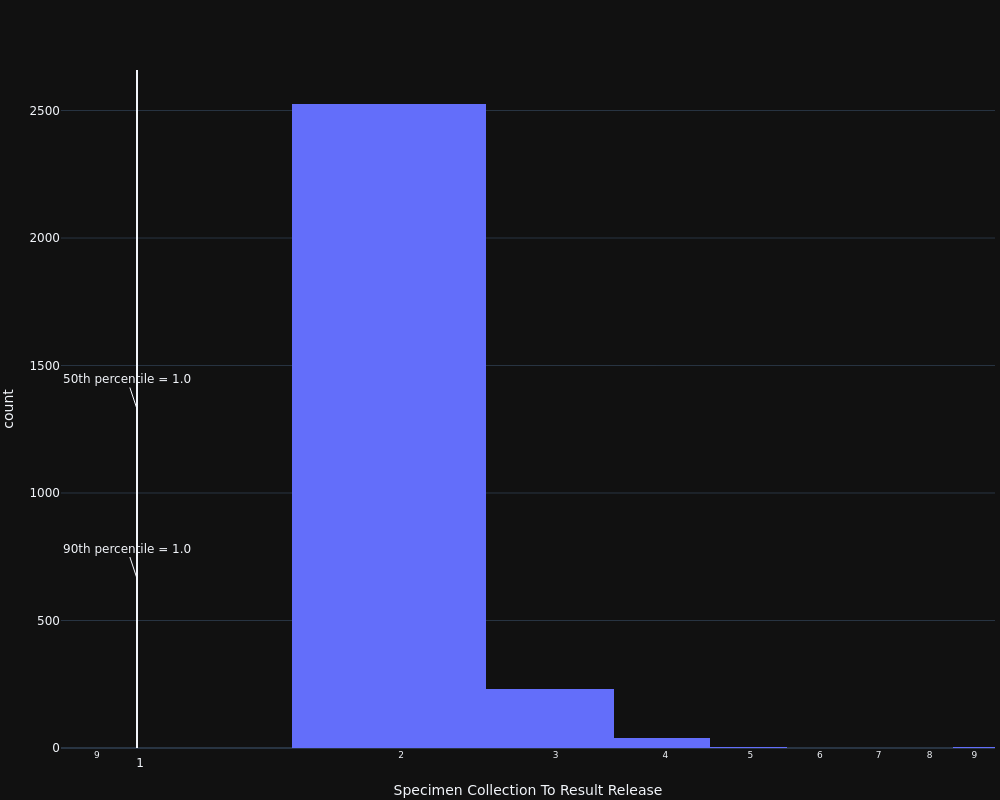 2500
2000
1500
50th percentile = 1.0
count
1000
90th percentile = 1.0
500
0
9 2 3 4 5 6 7 8 9
1
Specimen Collection To Result Release